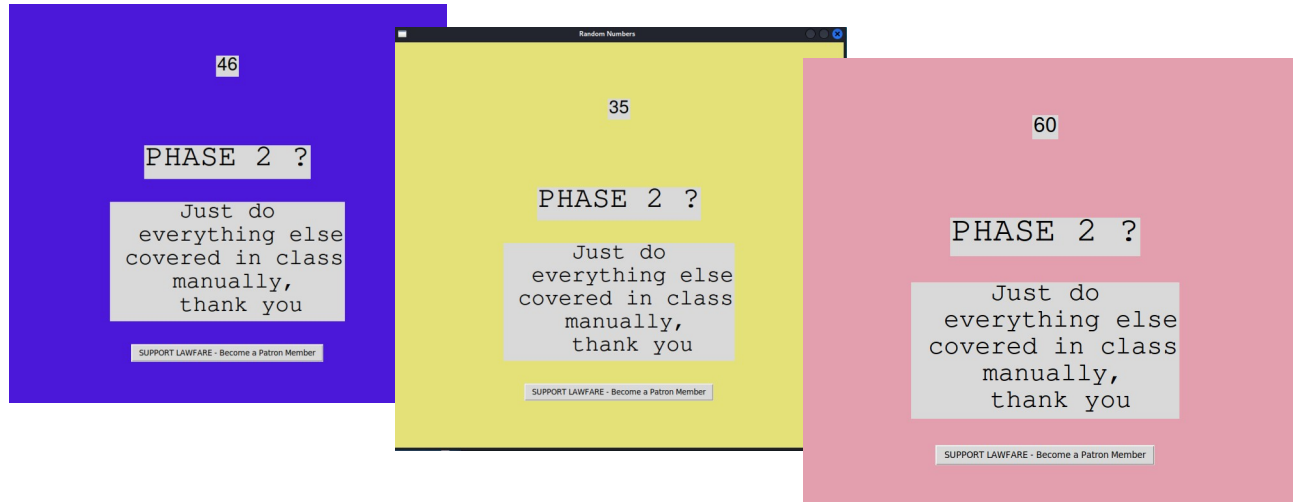 46
PHASE 2 ?
Just do
everything else
covered in class
manually,
thank you
SUPPORT LAWFARE - Become a Patron Member
Random Numbers
35
PHASE 2 ?
Just do
everything else
covered in class
manually,
thank you
SUPPORT LAWFARE - Become a Patron Member
60
PHASE 2 ?
Just do
everything else
covered in class
manually,
thank you
SUPPORT LAWFARE - Become a Patron Member